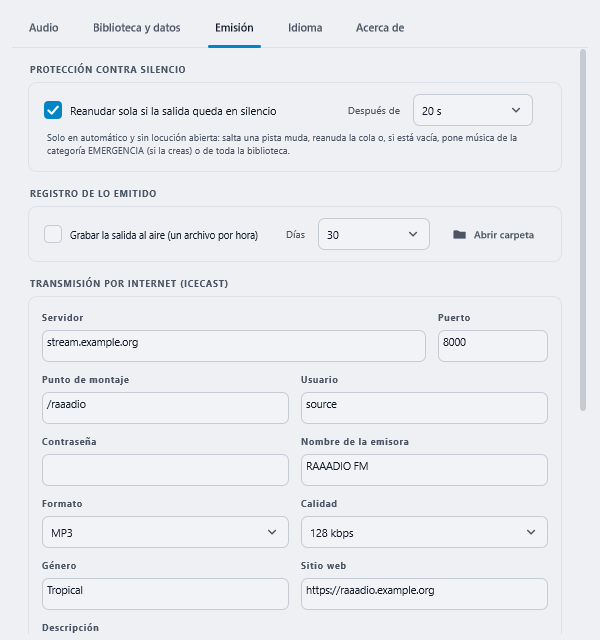 Audio Biblioteca y datos Emisión Idioma Acerca de
PROTECCIÓN CONTRA SILENCIO
Reanudar sola si la salida queda en silencio Después de 20 s
Solo en automático y sin locución abierta: salta una pista muda, reanuda la cola o, si está vacía, pone música de la
categoría EMERGENCIA (si la creas) o de toda la biblioteca.
REGISTRO DE LO EMITIDO
Grabar la salida al aire (un archivo por hora) Días 30 Abrir carpeta
TRANSMISIÓN POR INTERNET (ICECAST)
Servidor Puerto
stream.example.org 8000
Punto de montaje Usuario
/raaadio source
Contraseña Nombre de la emisora
RAAADIO FM
Formato Calidad
MP3 128 kbps
Género Sitio web
Tropical https://raaadio.example.org
Descripción